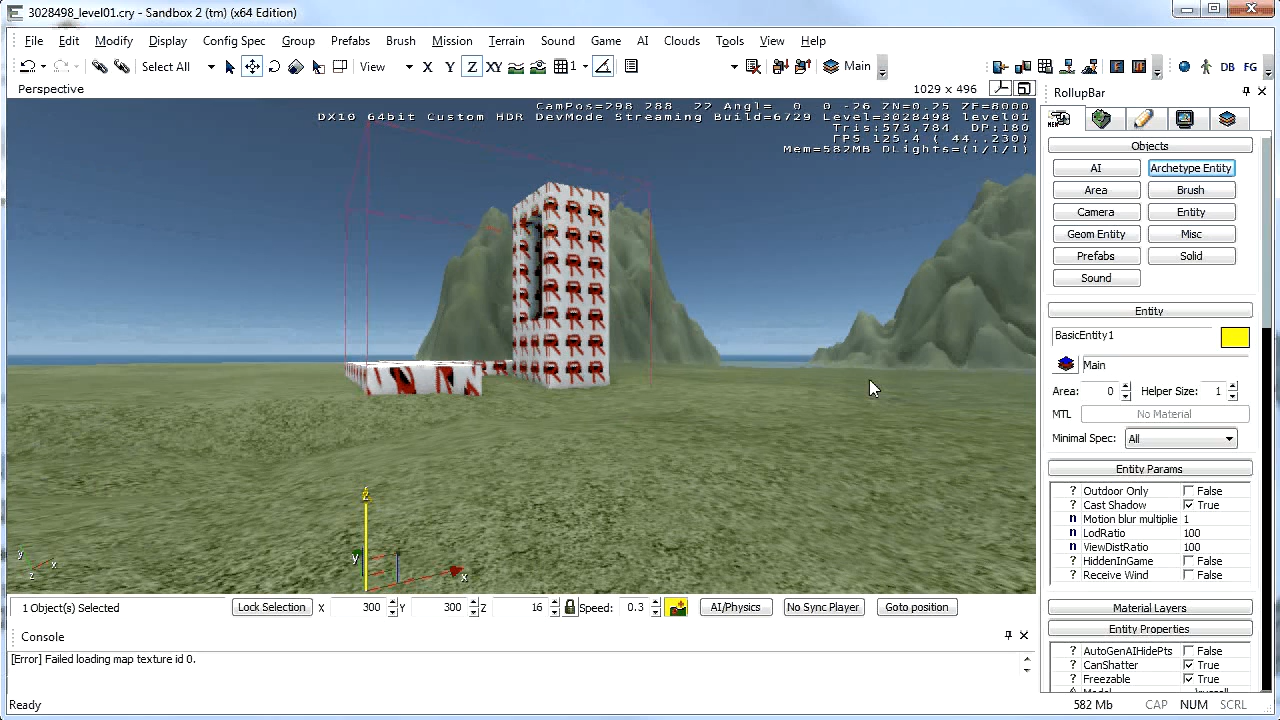 3028498_level01.cry - Sandbox 2 (tm) (x64 Edition)
File Edit Modify Display Config Spec Group Prefabs Brush Mission Terrain Sound Game AI Clouds Tools View Help
Select All View X Y Z XY 1 Main DB FG
Perspective 1029 x 496
CamPos=298 288 22 Angl= 0 0 -26 ZN=0.25 ZF=8000
DX10 64bit Custom HDR DevMode Streaming Build=6729 Level=3028498_level01
Tris:573,784 DP:180
FPS 125.4 ( 44..230)
Mem=582MB DLights=(1/1/1)
z
y
x
y
x
z
RollupBar
Objects
AI Archetype Entity
Area Brush
Camera Entity
Geom Entity Misc
Prefabs Solid
Sound
Entity
BasicEntity1
Main
Area: 0 Helper Size: 1
MTL No Material
Minimal Spec: All
Entity Params
? Outdoor Only False
? Cast Shadow True
n Motion blur multiplie 1
n LodRatio 100
n ViewDistRatio 100
? HiddenInGame False
? Receive Wind False
Material Layers
Entity Properties
? AutoGenAIHidePts False
? CanShatter True
? Freezable True
1 Object(s) Selected Lock Selection X 300 Y 300 Z 16 Speed: 0.3 AI/Physics No Sync Player Goto position
Console
[Error] Failed loading map texture id 0.
Ready 582 Mb CAP NUM SCRL